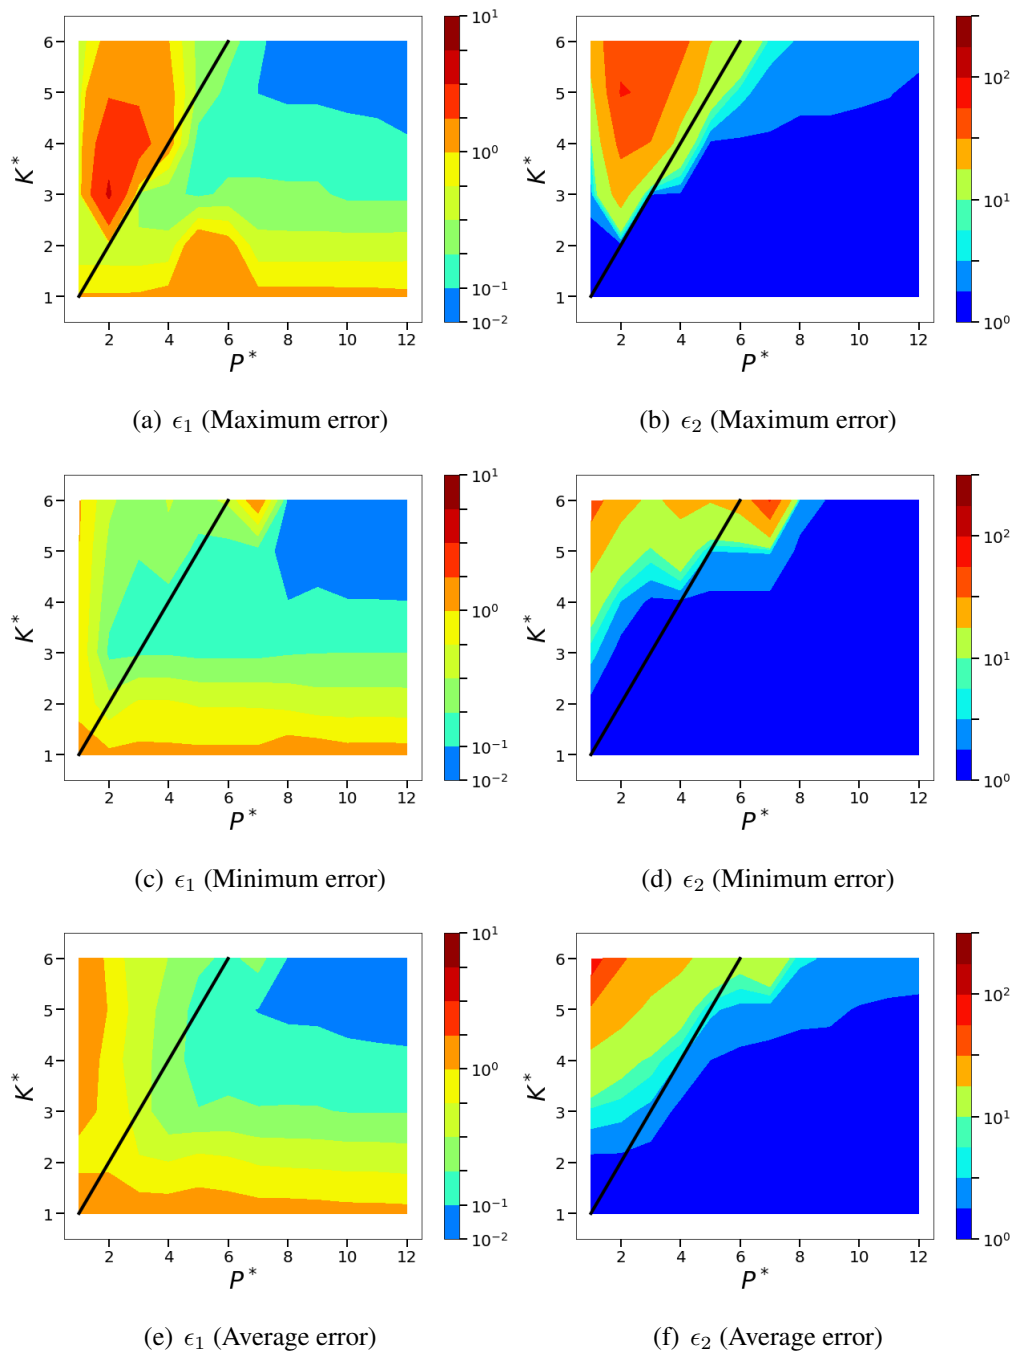 6
5
4
3
2
1
K*
2 4 6 8 10 12
P*
10^1
10^0
10^-1
10^-2
6
5
4
3
2
1
K*
2 4 6 8 10 12
P*
10^2
10^1
10^0
(a) ϵ₁ (Maximum error)
(b) ϵ₂ (Maximum error)
6
5
4
3
2
1
K*
2 4 6 8 10 12
P*
10^1
10^0
10^-1
10^-2
6
5
4
3
2
1
K*
2 4 6 8 10 12
P*
10^2
10^1
10^0
(c) ϵ₁ (Minimum error)
(d) ϵ₂ (Minimum error)
6
5
4
3
2
1
K*
2 4 6 8 10 12
P*
10^1
10^0
10^-1
10^-2
6
5
4
3
2
1
K*
2 4 6 8 10 12
P*
10^2
10^1
10^0
(e) ϵ₁ (Average error)
(f) ϵ₂ (Average error)